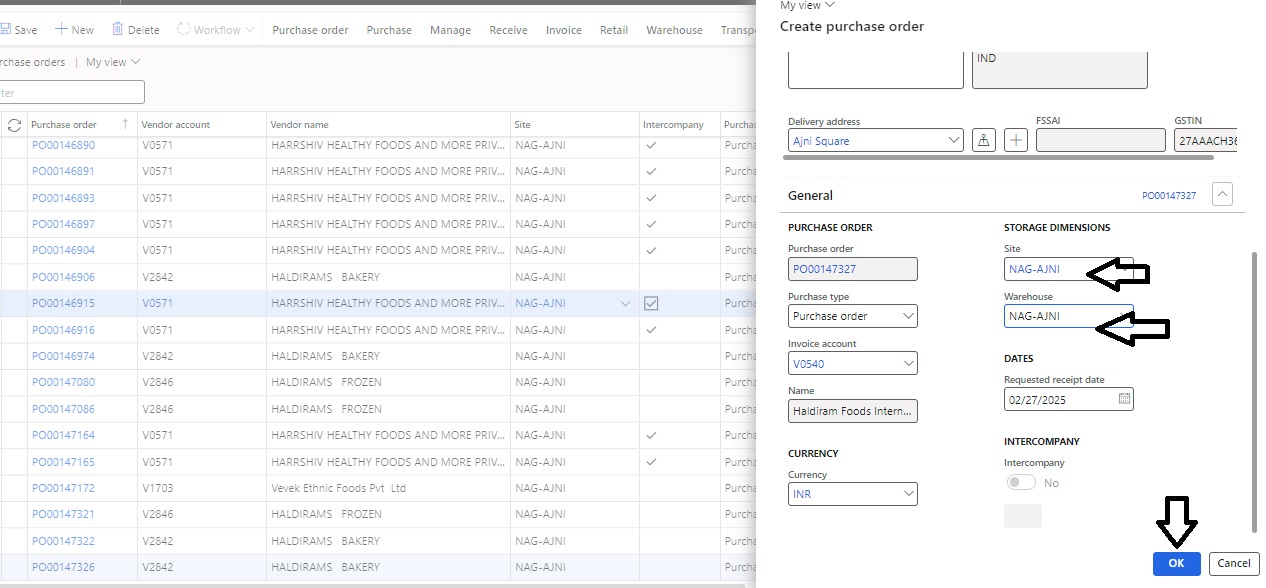 My view
Create purchase order
Save New Delete Workflow Purchase order Purchase Manage Receive Invoice Retail Warehouse Transp
rchase orders | My view
ter
IND
Delivery address
Ajni Square
FSSAI
GSTIN
27AAACH36
Purchase order Vendor account Vendor name Site Intercompany Purchas
PO00146890 V0571 HARRSHIV HEALTHY FOODS AND MORE PRIV... NAG-AJNI Purcha
PO00146891 V0571 HARRSHIV HEALTHY FOODS AND MORE PRIV... NAG-AJNI Purcha
PO00146893 V0571 HARRSHIV HEALTHY FOODS AND MORE PRIV... NAG-AJNI Purcha
PO00146897 V0571 HARRSHIV HEALTHY FOODS AND MORE PRIV... NAG-AJNI Purcha
PO00146904 V0571 HARRSHIV HEALTHY FOODS AND MORE PRIV... NAG-AJNI Purcha
PO00146906 V2842 HALDIRAMS BAKERY NAG-AJNI Purcha
PO00146915 V0571 HARRSHIV HEALTHY FOODS AND MORE PRIV... NAG-AJNI Purcha
PO00146916 V0571 HARRSHIV HEALTHY FOODS AND MORE PRIV... NAG-AJNI Purcha
PO00146974 V2842 HALDIRAMS BAKERY NAG-AJNI Purcha
PO00147080 V2846 HALDIRAMS FROZEN NAG-AJNI Purcha
PO00147086 V2846 HALDIRAMS FROZEN NAG-AJNI Purcha
PO00147164 V0571 HARRSHIV HEALTHY FOODS AND MORE PRIV... NAG-AJNI Purcha
PO00147165 V0571 HARRSHIV HEALTHY FOODS AND MORE PRIV... NAG-AJNI Purcha
PO00147172 V1703 Vevek Ethnic Foods Pvt Ltd NAG-AJNI Purcha
PO00147321 V2846 HALDIRAMS FROZEN NAG-AJNI Purcha
PO00147322 V2842 HALDIRAMS BAKERY NAG-AJNI Purcha
PO00147326 V2842 HALDIRAMS BAKERY NAG-AJNI Purcha
General PO00147327
PURCHASE ORDER
Purchase order
PO00147327
Purchase type
Purchase order
Invoice account
V0540
Name
Haldiram Foods Intern...
CURRENCY
Currency
INR
STORAGE DIMENSIONS
Site
NAG-AJNI
Warehouse
NAG-AJNI
DATES
Requested receipt date
02/27/2025
INTERCOMPANY
Intercompany
No
OK Cancel